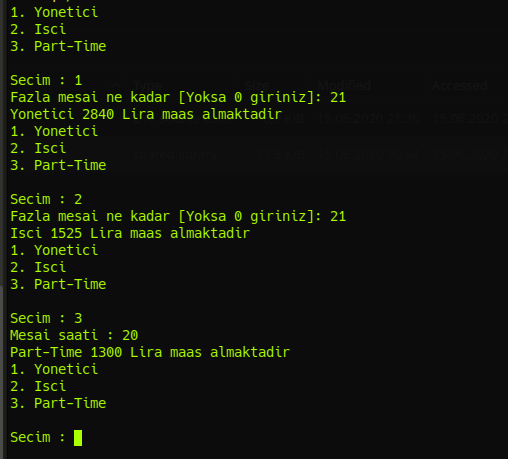 1. Yonetici
2. Isci
3. Part-Time
Secim : 1
Fazla mesai ne kadar [Yoksa 0 giriniz]: 21
Yonetici 2840 Lira maas almaktadir
1. Yonetici
2. Isci
3. Part-Time
Secim : 2
Fazla mesai ne kadar [Yoksa 0 giriniz]: 21
Isci 1525 Lira maas almaktadir
1. Yonetici
2. Isci
3. Part-Time
Secim : 3
Mesai saati : 20
Part-Time 1300 Lira maas almaktadir
1. Yonetici
2. Isci
3. Part-Time
Secim :